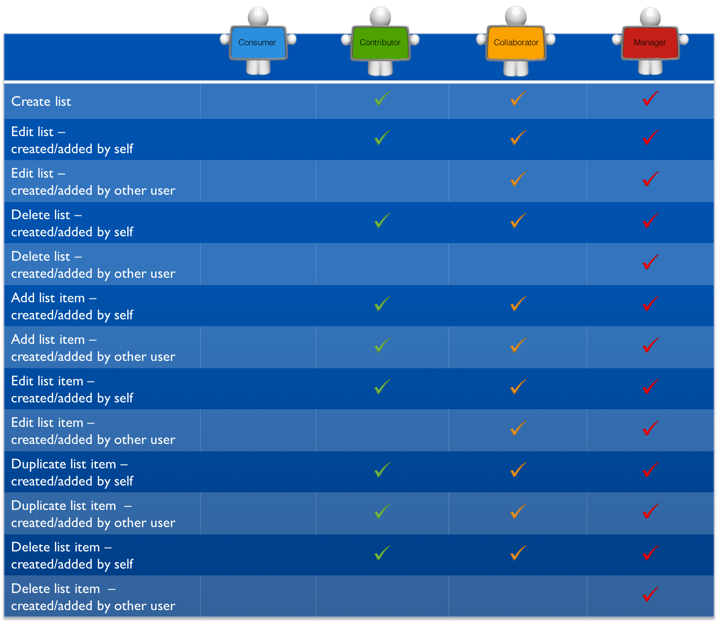 Consumer
Contributor
Collaborator
Manager
Create list
Edit list –
created/added by self
Edit list –
created/added by other user
Delete list –
created/added by self
Delete list –
created/added by other user
Add list item –
created/added by self
Add list item –
created/added by other user
Edit list item –
created/added by self
Edit list item –
created/added by other user
Duplicate list item –
created/added by self
Duplicate list item –
created/added by other user
Delete list item –
created/added by self
Delete list item –
created/added by other user